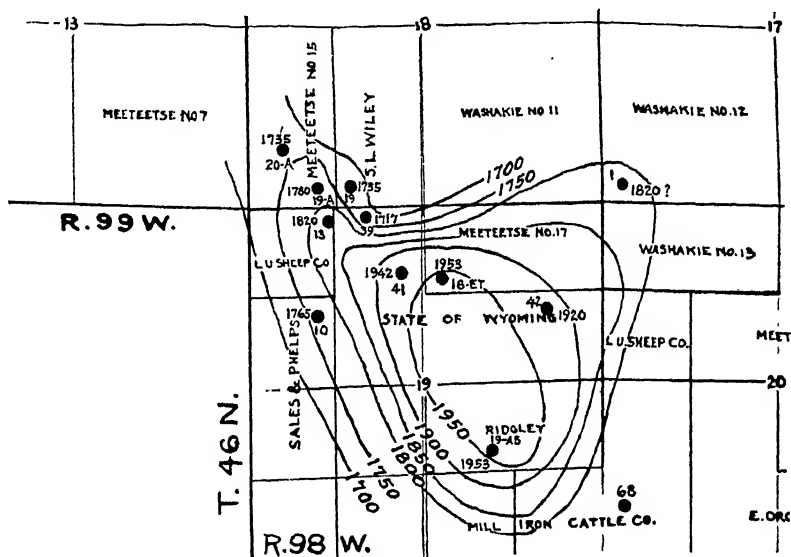 13
18
17
MEETEETSE NO 7
MEETEETSE NO 15
S.L WILEY
WASHAKIE NO 11
WASHAKIE NO. 12
1735
20-A
1780
19-A
1735
19
1700
1750
1
1820 ?
R.99 W.
1820
13
1717
39
MEETEETSE NO.17
WASHAKIE NO.13
L U SHEEP CO
1942
41
1953
18-ET
42
1920
1765
10
STATE OF WYOMING
L U. SHEEP CO.
MEET
SALES & PHELPS
19
20
T. 46 N.
1950
1900
1850
1800
1750
1700
RIDGLEY
19-AS
1953
68
MILL IRON CATTLE CO.
E.ORC
R.98 W.